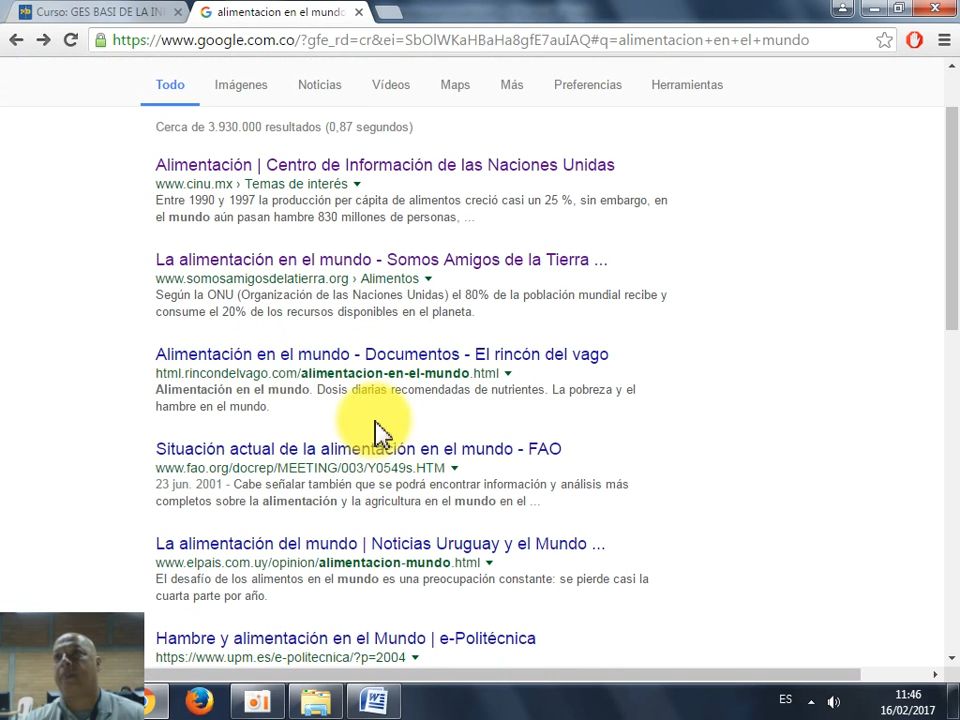 Curso: GES BASI DE LA IN
alimentacion en el mundo
https://www.google.com.co/?gfe_rd=cr&ei=SbOlWKaHBaHa8gfE7auIAQ#q=alimentacion+en+el+mundo
Todo Imágenes Noticias Vídeos Maps Más Preferencias Herramientas
Cerca de 3.930.000 resultados (0,87 segundos)
Alimentación | Centro de Información de las Naciones Unidas
www.cinu.mx › Temas de interés
Entre 1990 y 1997 la producción per cápita de alimentos creció casi un 25 %, sin embargo, en
el mundo aún pasan hambre 830 millones de personas, ...
La alimentación en el mundo - Somos Amigos de la Tierra ...
www.somosamigosdelatierra.org › Alimentos
Según la ONU (Organización de las Naciones Unidas) el 80% de la población mundial recibe y
consume el 20% de los recursos disponibles en el planeta.
Alimentación en el mundo - Documentos - El rincón del vago
html.rincondelvago.com/alimentacion-en-el-mundo.html
Alimentación en el mundo. Dosis diarias recomendadas de nutrientes. La pobreza y el
hambre en el mundo.
Situación actual de la alimentación en el mundo - FAO
www.fao.org/docrep/MEETING/003/Y0549s.HTM
23 jun. 2001 - Cabe señalar también que se podrá encontrar información y análisis más
completos sobre la alimentación y la agricultura en el mundo en el ...
La alimentación del mundo | Noticias Uruguay y el Mundo ...
www.elpais.com.uy/opinion/alimentacion-mundo.html
El desafío de los alimentos en el mundo es una preocupación constante: se pierde casi la
cuarta parte por año.
Hambre y alimentación en el Mundo | e-Politécnica
https://www.upm.es/e-politecnica/?p=2004
ES
11:46
16/02/2017